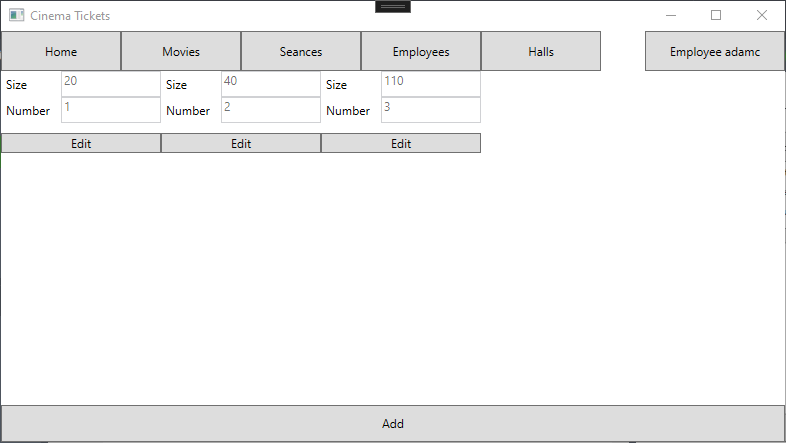 Cinema Tickets
Home Movies Seances Employees Halls Employee adamc
Size 20 Size 40 Size 110
Number 1 Number 2 Number 3
Edit Edit Edit
Add